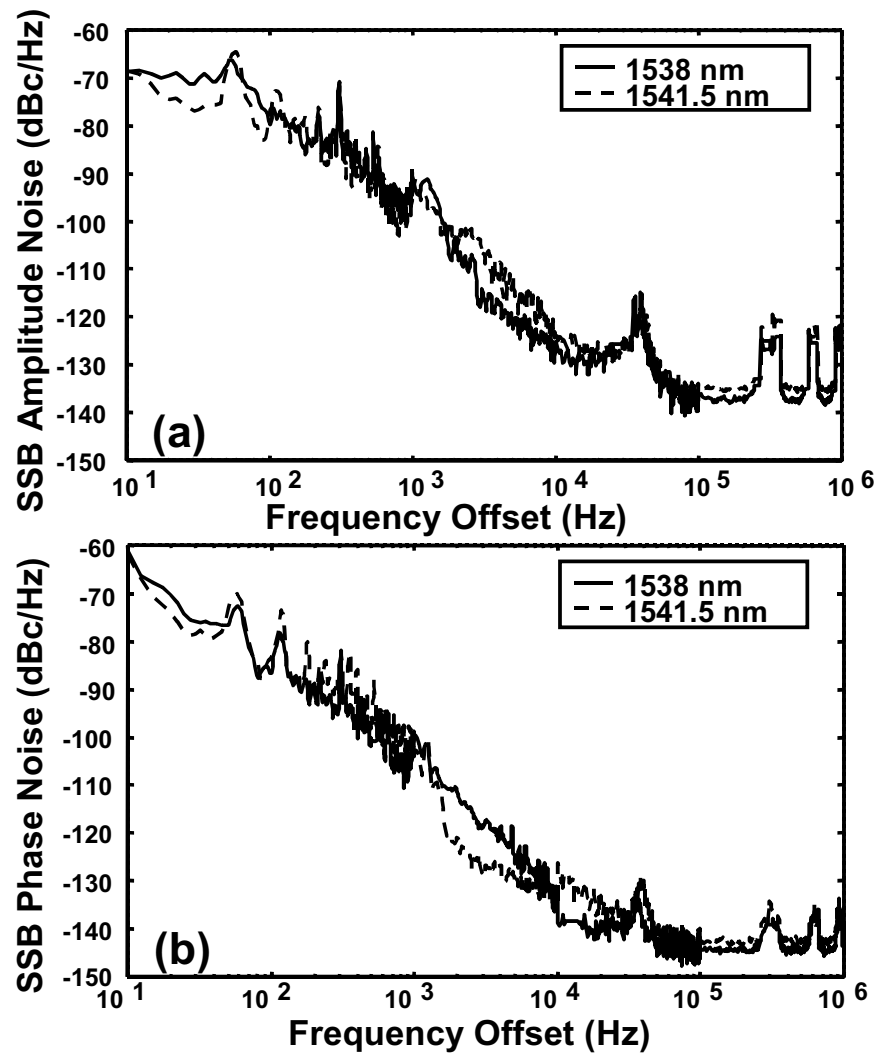 SSB Amplitude Noise (dBc/Hz)
-60
-70
-80
-90
-100
-110
-120
-130
-140
-150
1538 nm
1541.5 nm
(a)
10 1 10 2 10 3 10 4 10 5 10 6
Frequency Offset (Hz)
SSB Phase Noise (dBc/Hz)
-60
-70
-80
-90
-100
-110
-120
-130
-140
-150
1538 nm
1541.5 nm
(b)
10 1 10 2 10 3 10 4 10 5 10 6
Frequency Offset (Hz)